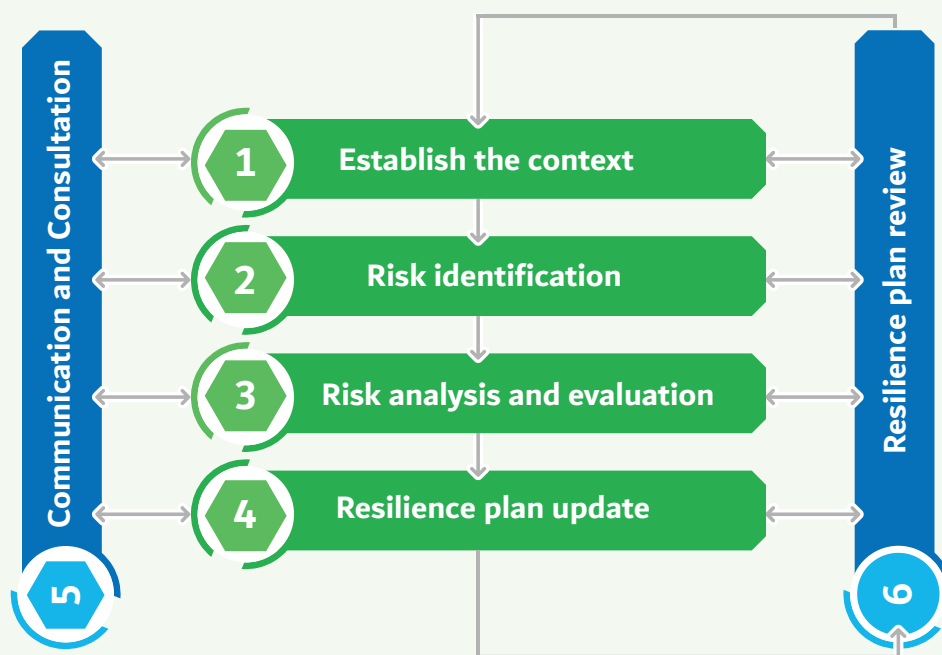 Communication and Consultation
5
1
Establish the context
2
Risk identification
3
Risk analysis and evaluation
4
Resilience plan update
Resilience plan review
6